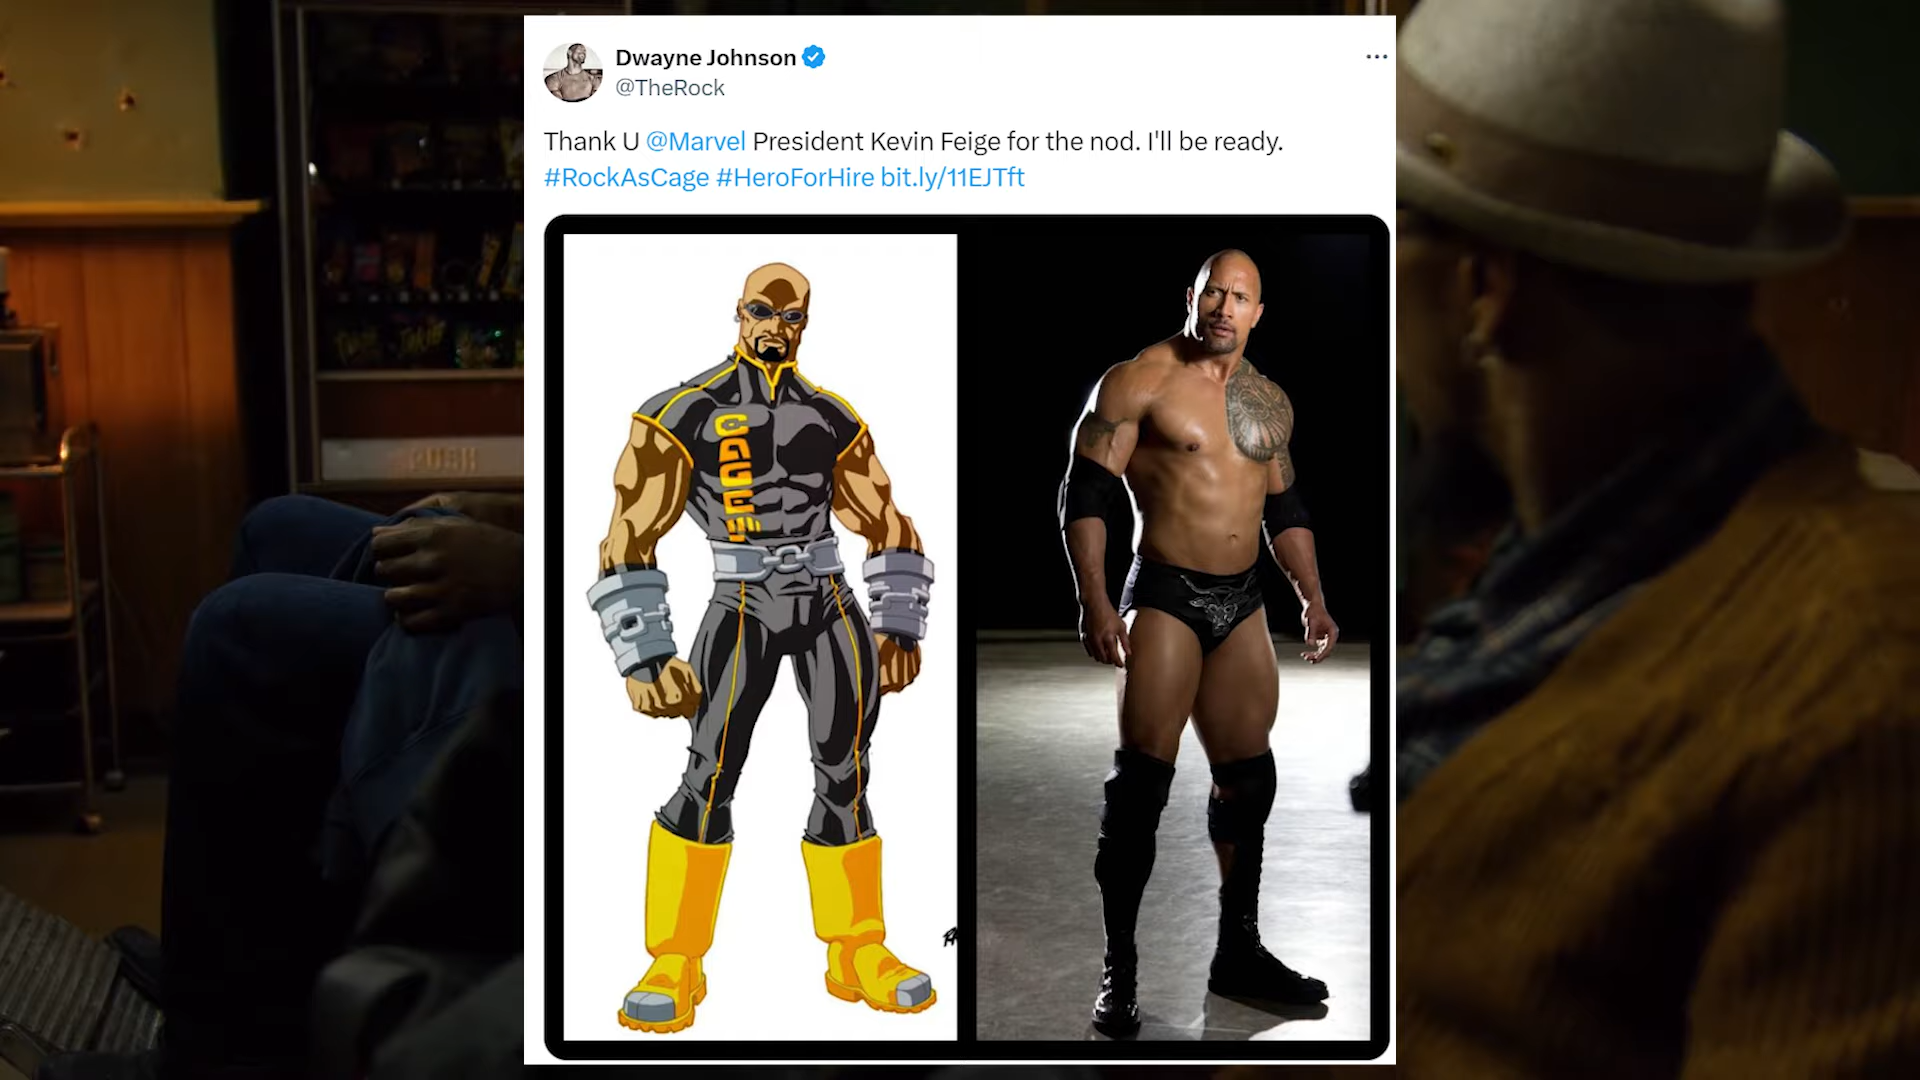 Dwayne Johnson
@TheRock
Thank U @Marvel President Kevin Feige for the nod. I'll be ready.
#RockAsCage #HeroForHire bit.ly/11EJTft
CAGE
PUSH